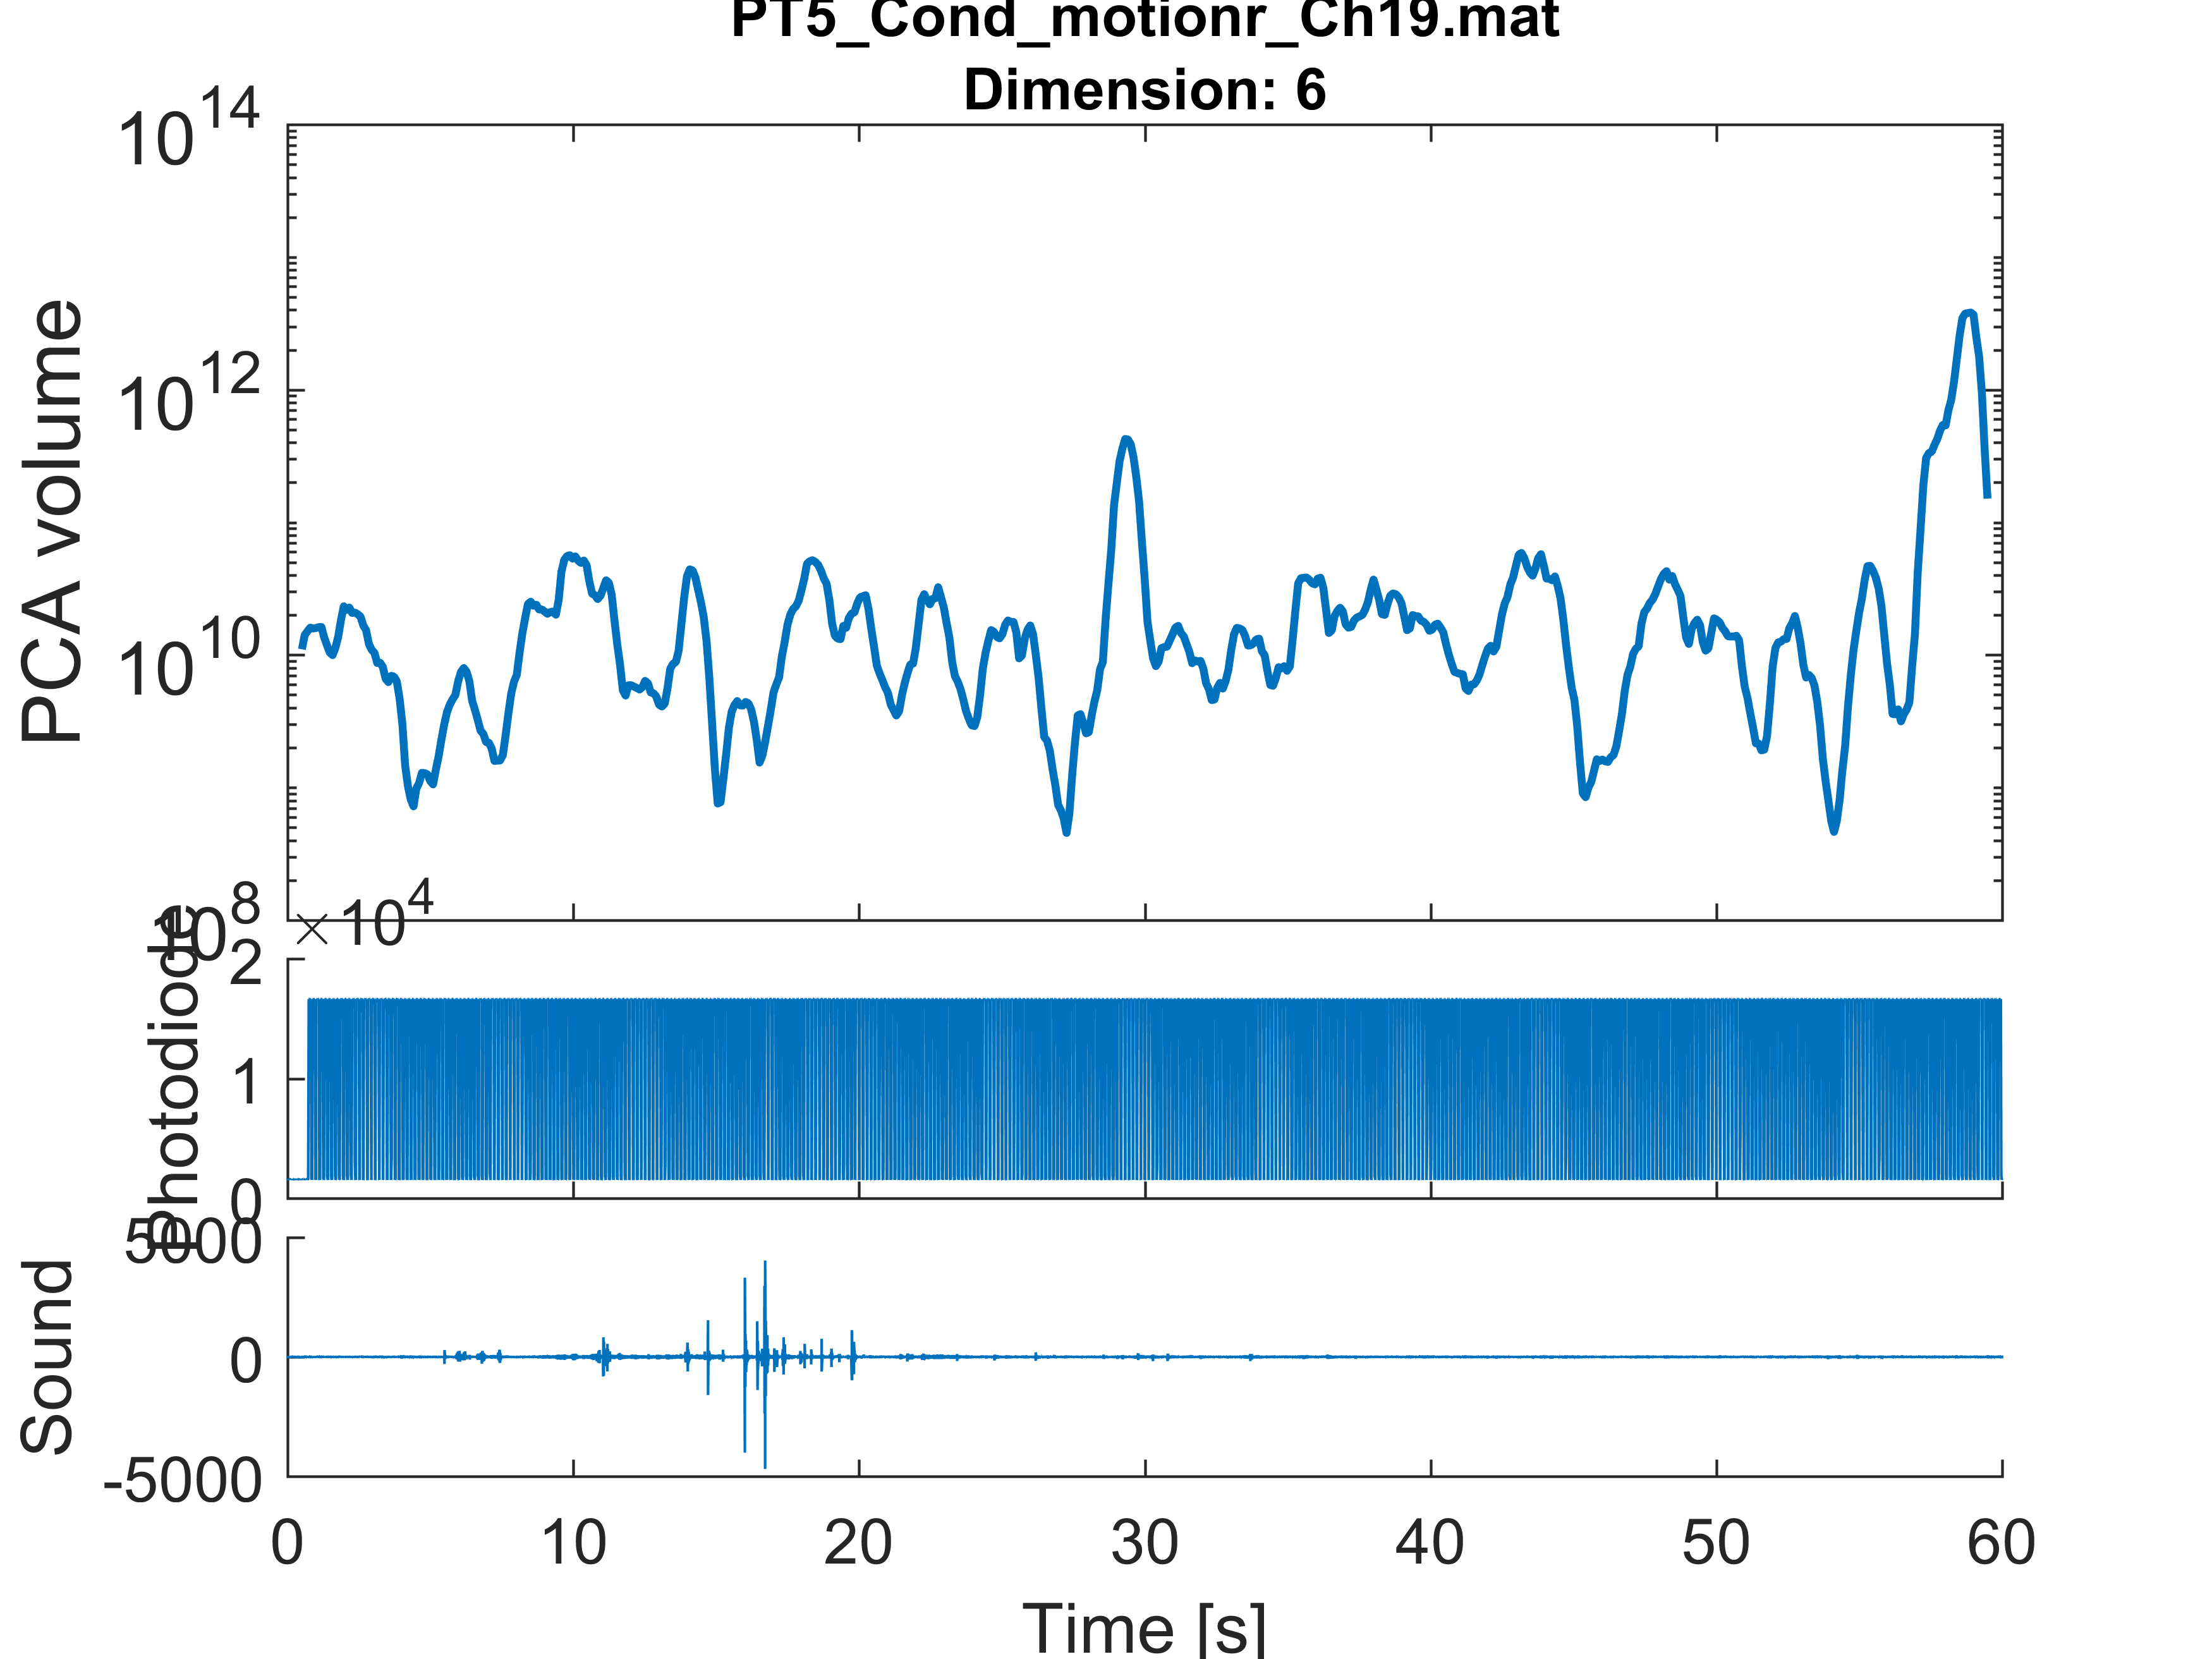 PT5_Cond_motionr_Ch19.mat
Dimension: 6
PCA volume
10^14
10^12
10^10
10^8
×10^4
Photodiode
2
1
0
Sound
5000
0
-5000
0 10 20 30 40 50 60
Time [s]